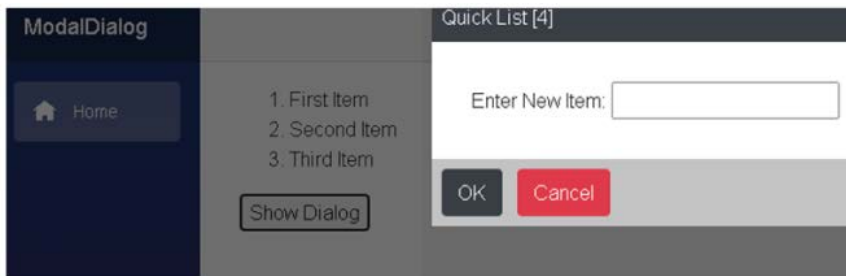 ModalDialog
Home
1. First Item
2. Second Item
3. Third Item
Show Dialog
Quick List [4]
Enter New Item:
OK
Cancel